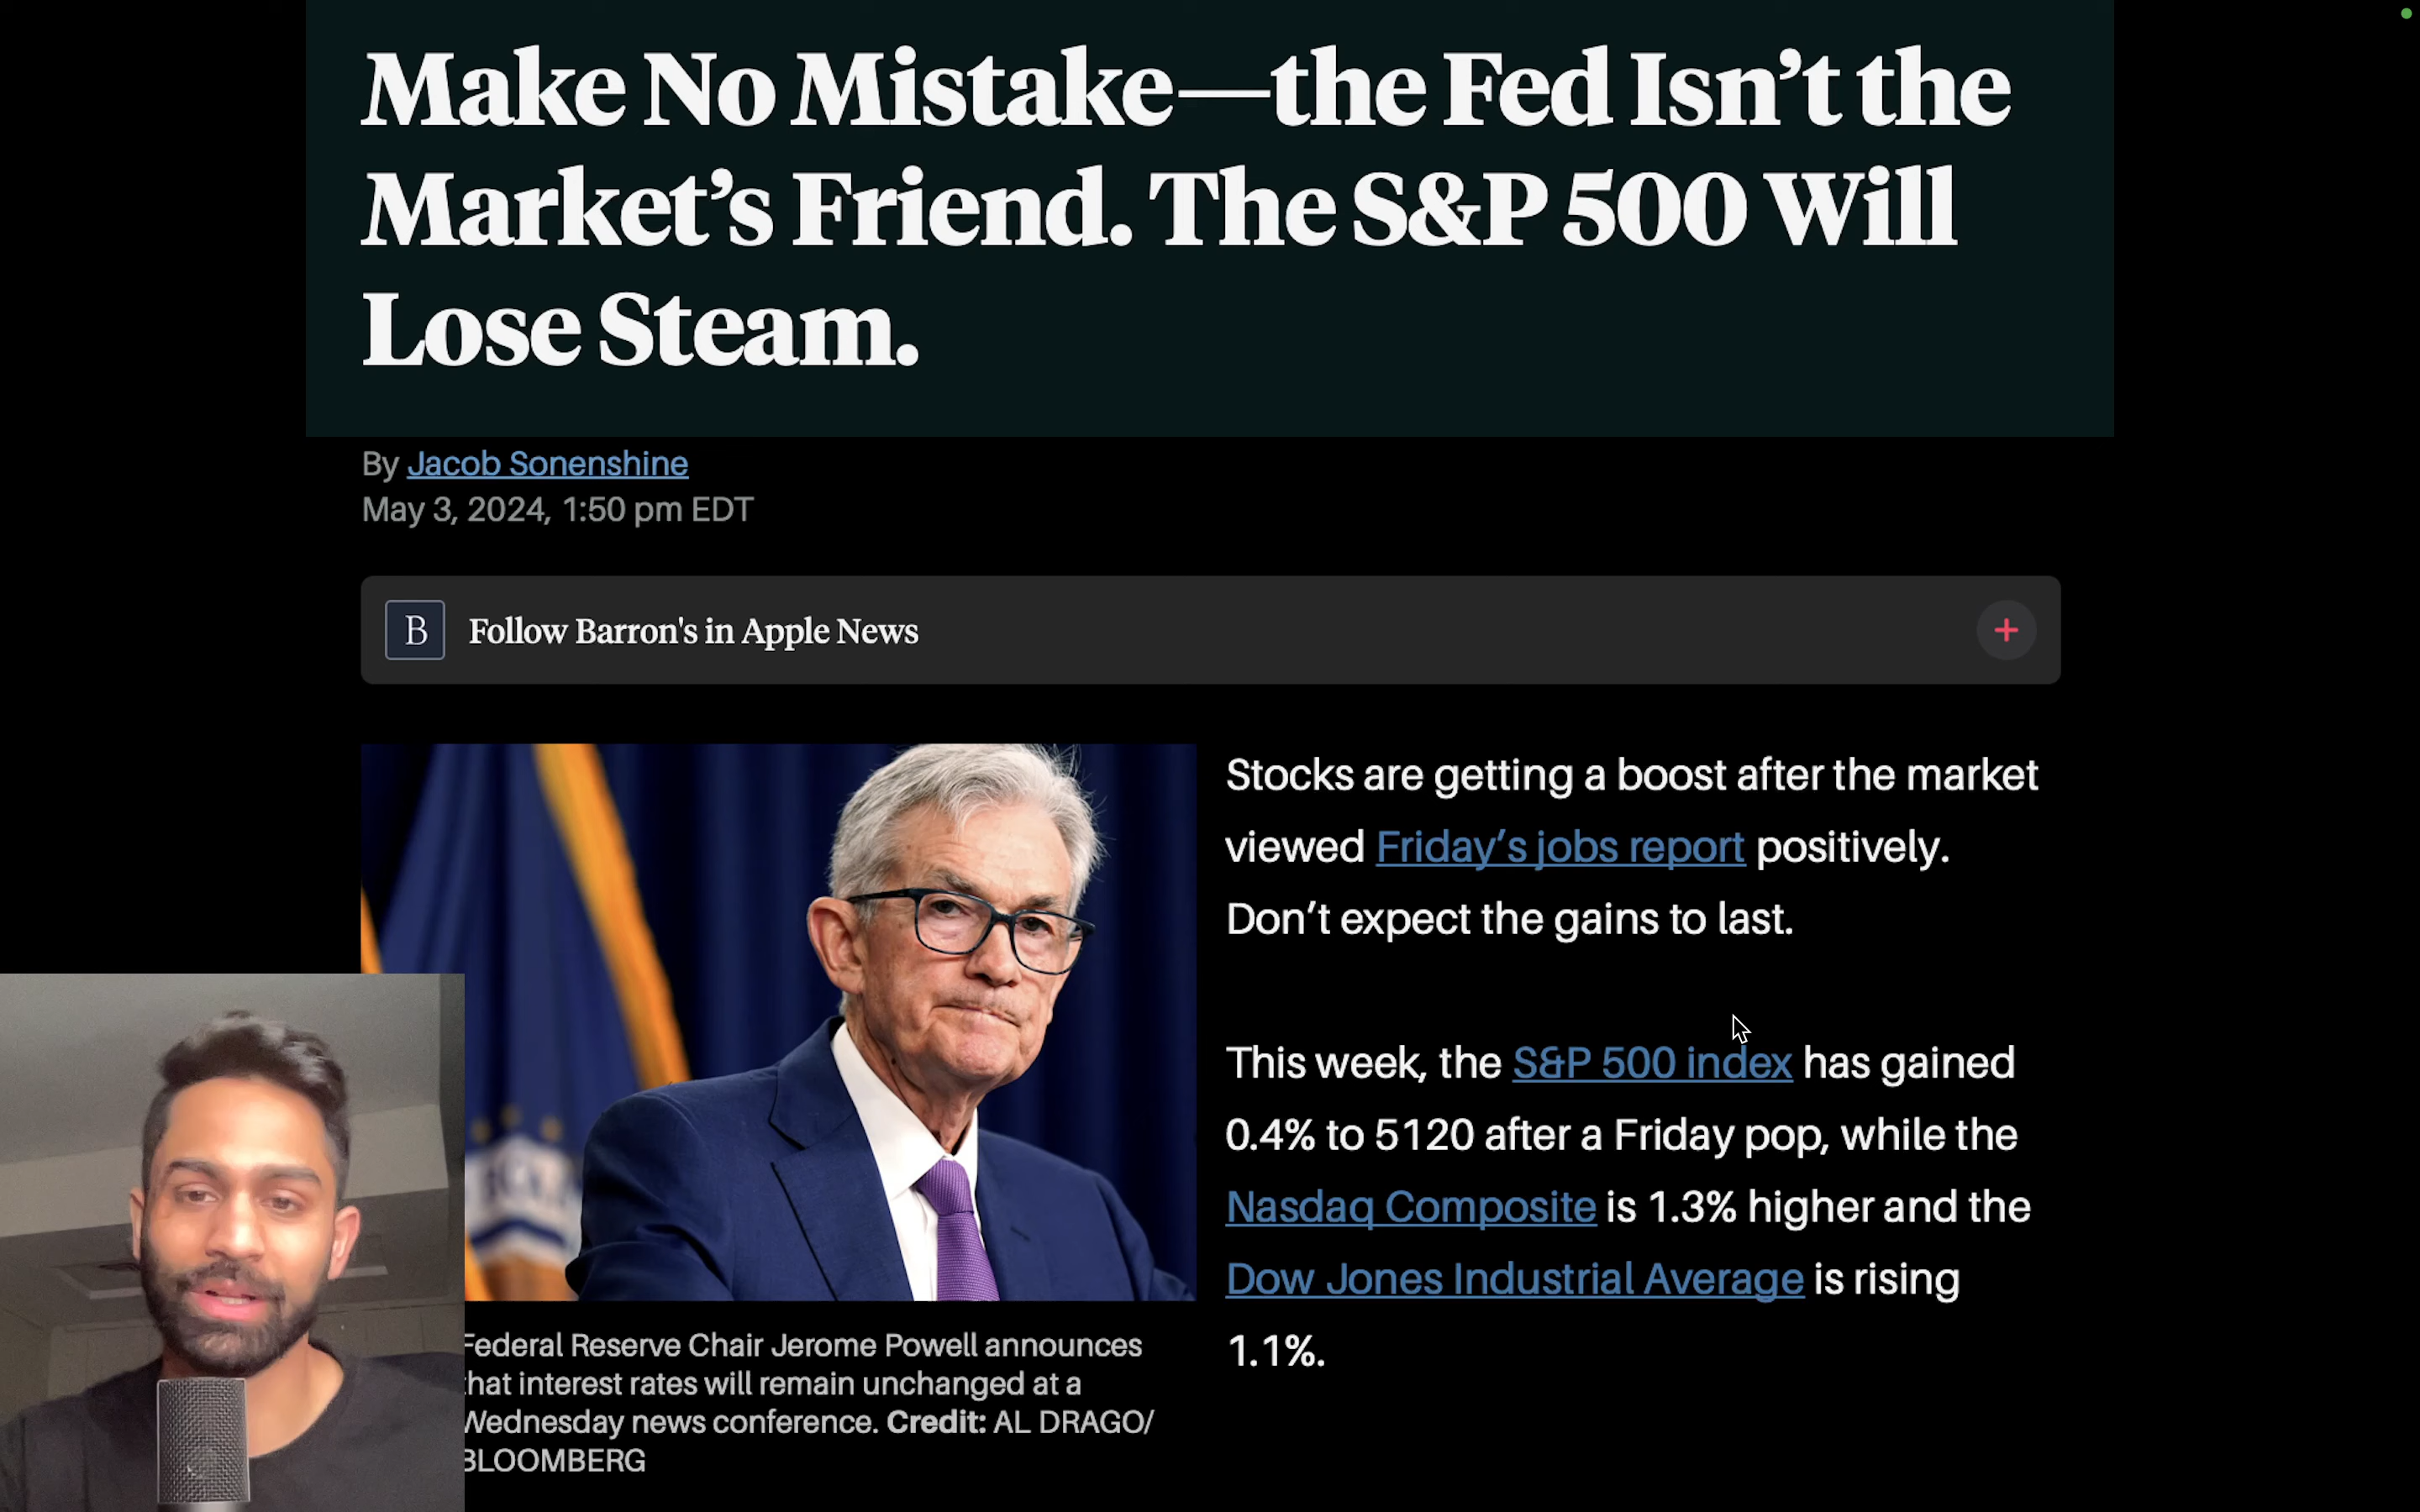 Make No Mistake—the Fed Isn’t the
Market’s Friend. The S&P 500 Will
Lose Steam.
By Jacob Sonenshine
May 3, 2024, 1:50 pm EDT
B Follow Barron's in Apple News +
Stocks are getting a boost after the market
viewed Friday’s jobs report positively.
Don’t expect the gains to last.
This week, the S&P 500 index has gained
0.4% to 5120 after a Friday pop, while the
Nasdaq Composite is 1.3% higher and the
Dow Jones Industrial Average is rising
1.1%.
Federal Reserve Chair Jerome Powell announces
that interest rates will remain unchanged at a
Wednesday news conference. Credit: AL DRAGO/
BLOOMBERG